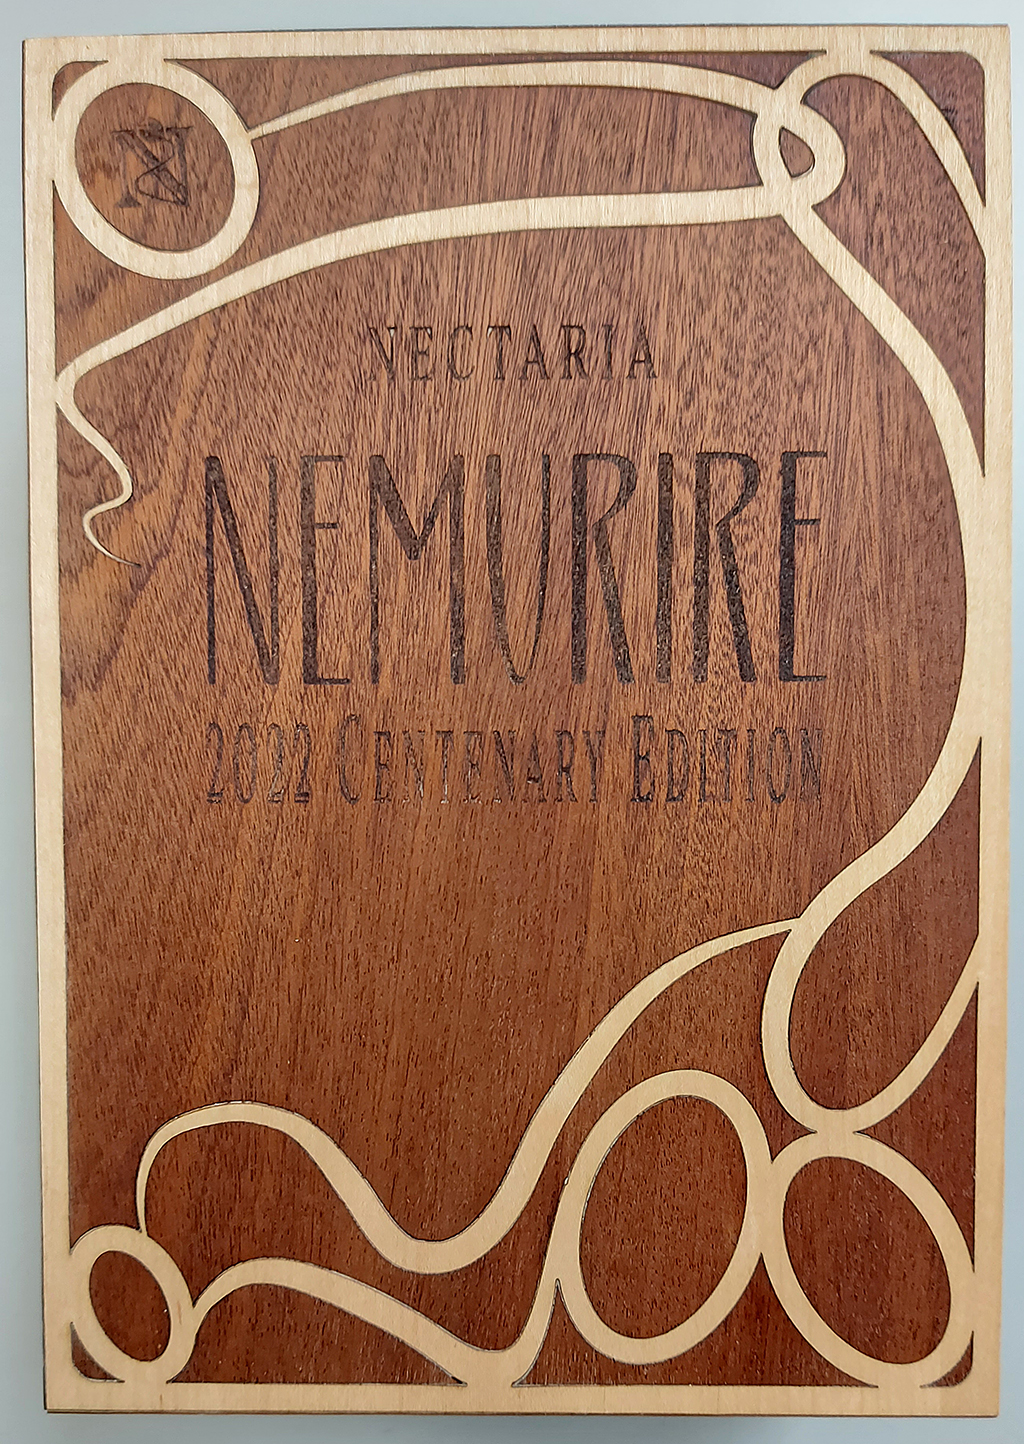 NECTARIA
NEMURIRE
2022 CENTENARY EDITION